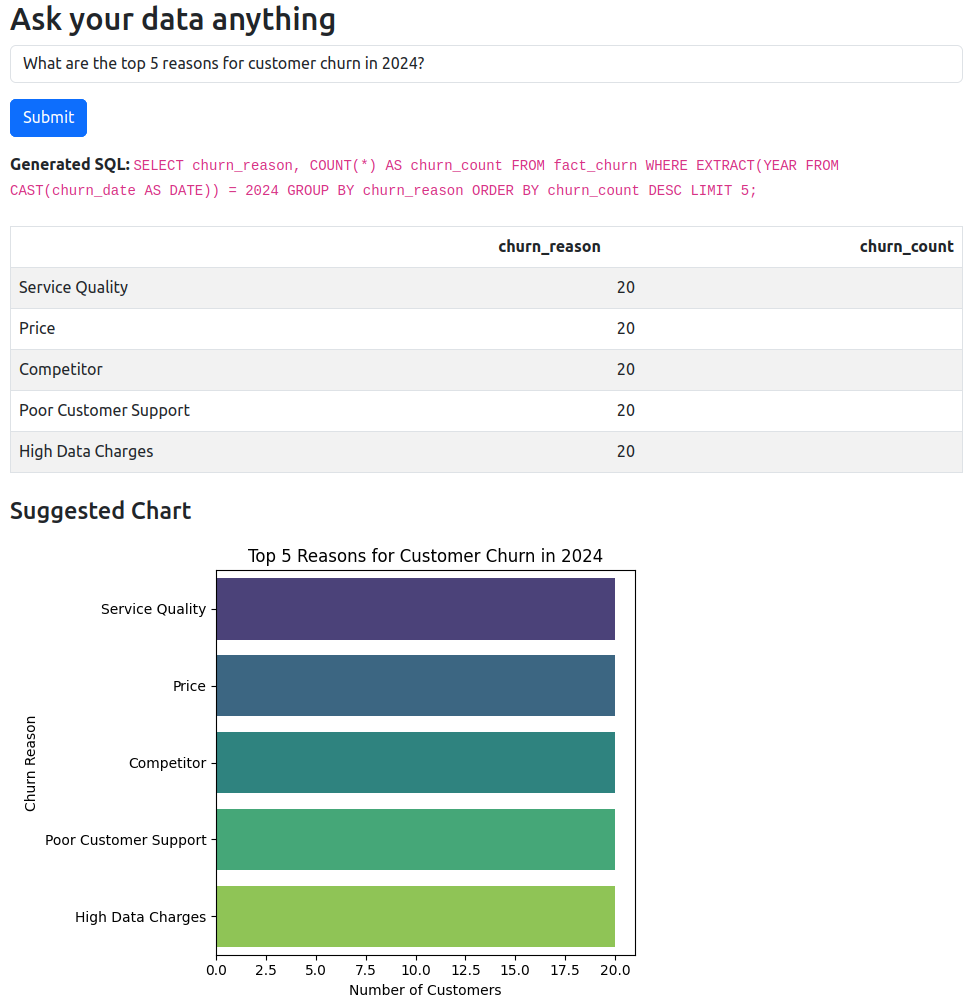 Ask your data anything
What are the top 5 reasons for customer churn in 2024?
Submit
Generated SQL: SELECT churn_reason, COUNT(*) AS churn_count FROM fact_churn WHERE EXTRACT(YEAR FROM
CAST(churn_date AS DATE)) = 2024 GROUP BY churn_reason ORDER BY churn_count DESC LIMIT 5;
churn_reason churn_count
Service Quality 20
Price 20
Competitor 20
Poor Customer Support 20
High Data Charges 20
Suggested Chart
Top 5 Reasons for Customer Churn in 2024
Churn Reason
Service Quality
Price
Competitor
Poor Customer Support
High Data Charges
0.0 2.5 5.0 7.5 10.0 12.5 15.0 17.5 20.0
Number of Customers